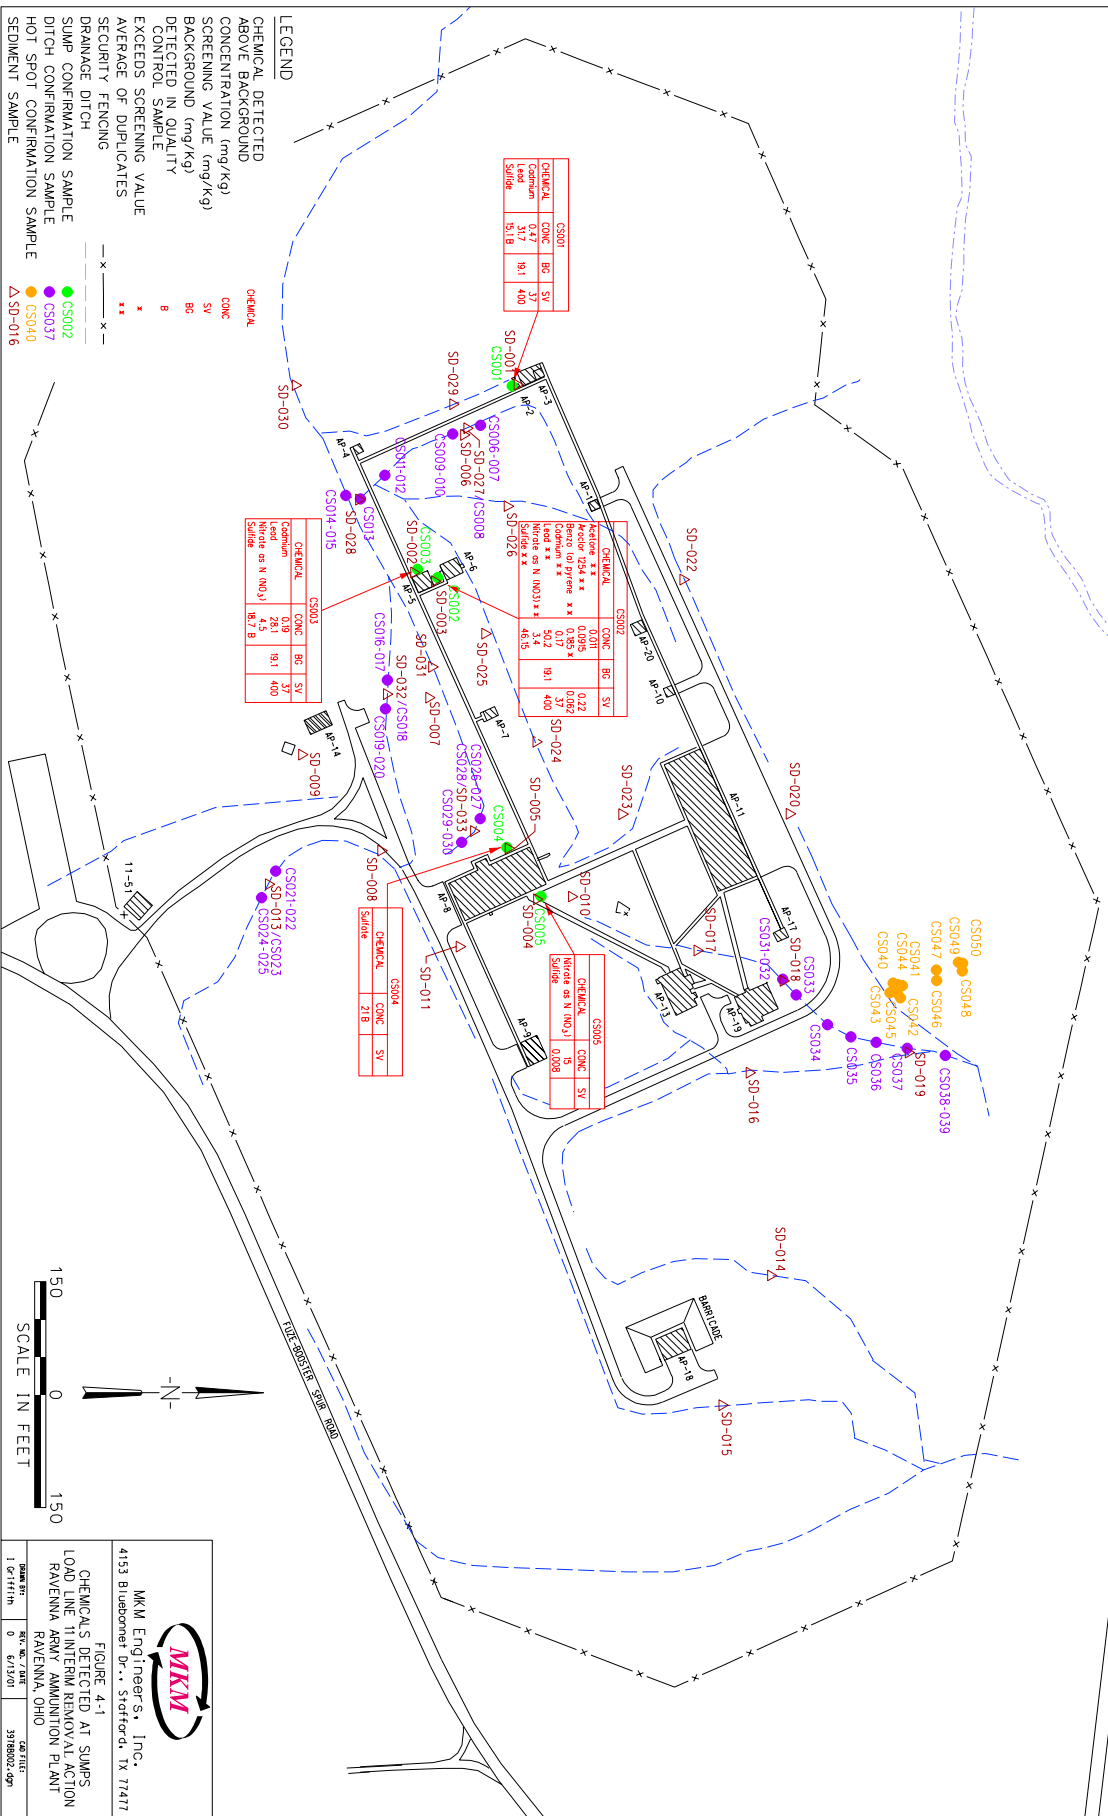 LEGEND
CHEMICAL DETECTED
ABOVE BACKGROUND
CHEMICAL
CONCENTRATION (mg/Kg)
CONC
SCREENING VALUE (mg/Kg)
SV
BACKGROUND (mg/Kg)
BG
DETECTED IN QUALITY
CONTROL SAMPLE
B
EXCEEDS SCREENING VALUE
*
AVERAGE OF DUPLICATES
**
SECURITY FENCING
DRAINAGE DITCH
SUMP CONFIRMATION SAMPLE
CS002
DITCH CONFIRMATION SAMPLE
CS037
HOT SPOT CONFIRMATION SAMPLE
CS040
SEDIMENT SAMPLE
SD-016
CS001
CHEMICAL CONC BG SV
Cadmium 0.47 37
Lead 31.7 19.1 400
Sulfide 15.1 B
CS002
CHEMICAL CONC BG SV
Acetone ** 0.011
Aroclor 1254 ** 0.0915 0.22
Benzo (a) pyrene ** 0.185 * 0.062
Cadmium ** 0.17 37
Lead ** 50.2 19.1 400
Nitrate as N (NO3) ** 3.4
Sulfide ** 46.15
CS003
CHEMICAL CONC BG SV
Cadmium 0.19 37
Lead 28.1 19.1 400
Nitrate as N (NO3) 4.5
Sulfide 18.7 B
CS004
CHEMICAL CONC SV
Sulfate 21 B
CS005
CHEMICAL CONC SV
Nitrate as N (NO3) 15
Sulfide 0.008
SD-001
CS001
AP-3
AP-2
SD-029
SD-030
CS006-007
SD-027/CS008
SD-006
CS009-010
AP-4
CS011-012
CS013
SD-028
CS014-015
AP-1
SD-026
SD-022
CS003
SD-002
AP-6
CS002
SD-003
AP-5
AP-20
AP-10
SD-025
SD-031
SD-007
CS016-017
SD-032/CS018
CS019-020
AP-7
SD-024
AP-14
SD-009
SD-023
AP-11
SD-020
CS026-027
CS028/SD-033
CS029-030
CS004
SD-005
SD-008
AP-8
11-51
CS021-022
SD-013/CS023
CS024-025
SD-010
CS005
SD-004
SD-011
SD-017
AP-17
CS031-032
SD-018
CS033
AP-13
AP-19
AP-9
CS034
CS035
CS036
CS037
SD-019
CS038-039
CS040
CS044
CS041
CS043
CS045
CS042
CS047
CS046
CS049
CS050
CS048
SD-016
SD-014
BARRICADE
AP-18
SD-015
FUZE-BOOSTER SPUR ROAD
-N-
150 0 150
SCALE IN FEET
MKM
MKM Engineers, Inc.
4153 Bluebonnet Dr., Stafford, TX 77477
FIGURE 4-1
CHEMICALS DETECTED AT SUMPS
LOAD LINE 11 INTERIM REMOVAL ACTION
RAVENNA ARMY AMMUNITION PLANT
RAVENNA, OHIO
DRAWN BY: REV. NO. / DATE CAD FILE:
0 6/13/01 3978B002.dgn